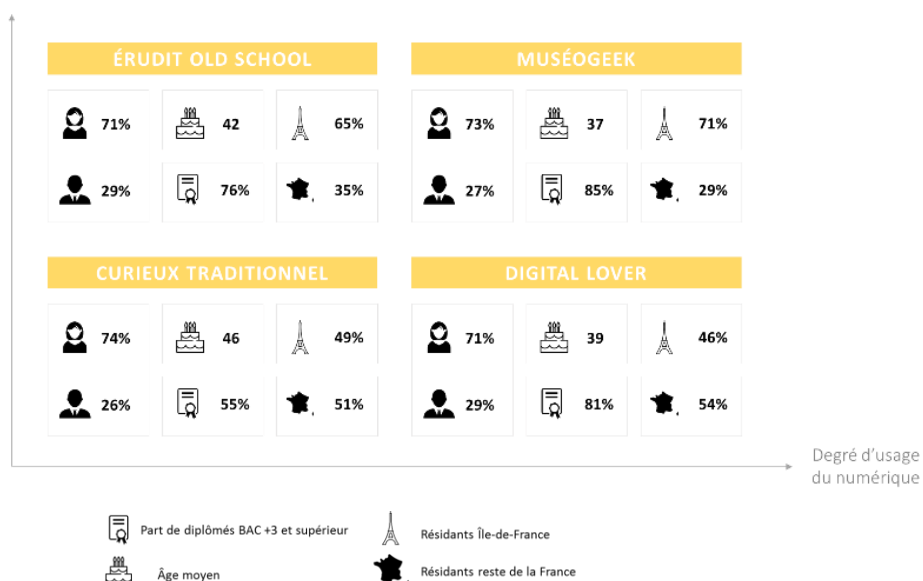 ÉRUDIT OLD SCHOOL
MUSÉOGEEK
71% 42 65%
73% 37 71%
29% 76% 35%
27% 85% 29%
CURIEUX TRADITIONNEL
DIGITAL LOVER
74% 46 49%
71% 39 46%
26% 55% 51%
29% 81% 54%
Degré d’usage
du numérique
Part de diplômés BAC +3 et supérieur
Résidants Île-de-France
Âge moyen
Résidants reste de la France